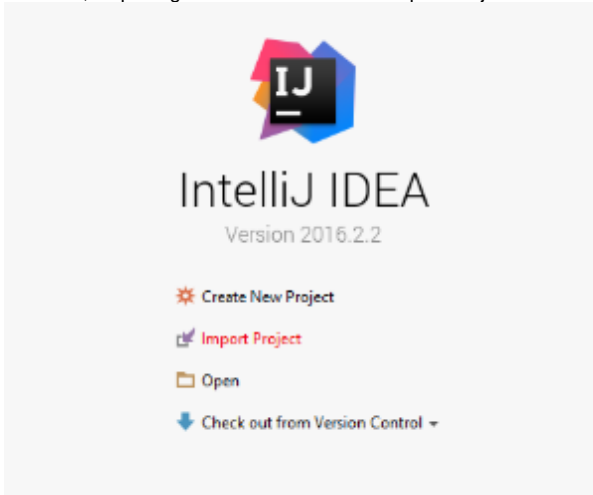 IJ
IntelliJ IDEA
Version 2016.2.2
Create New Project
Import Project
Open
Check out from Version Control